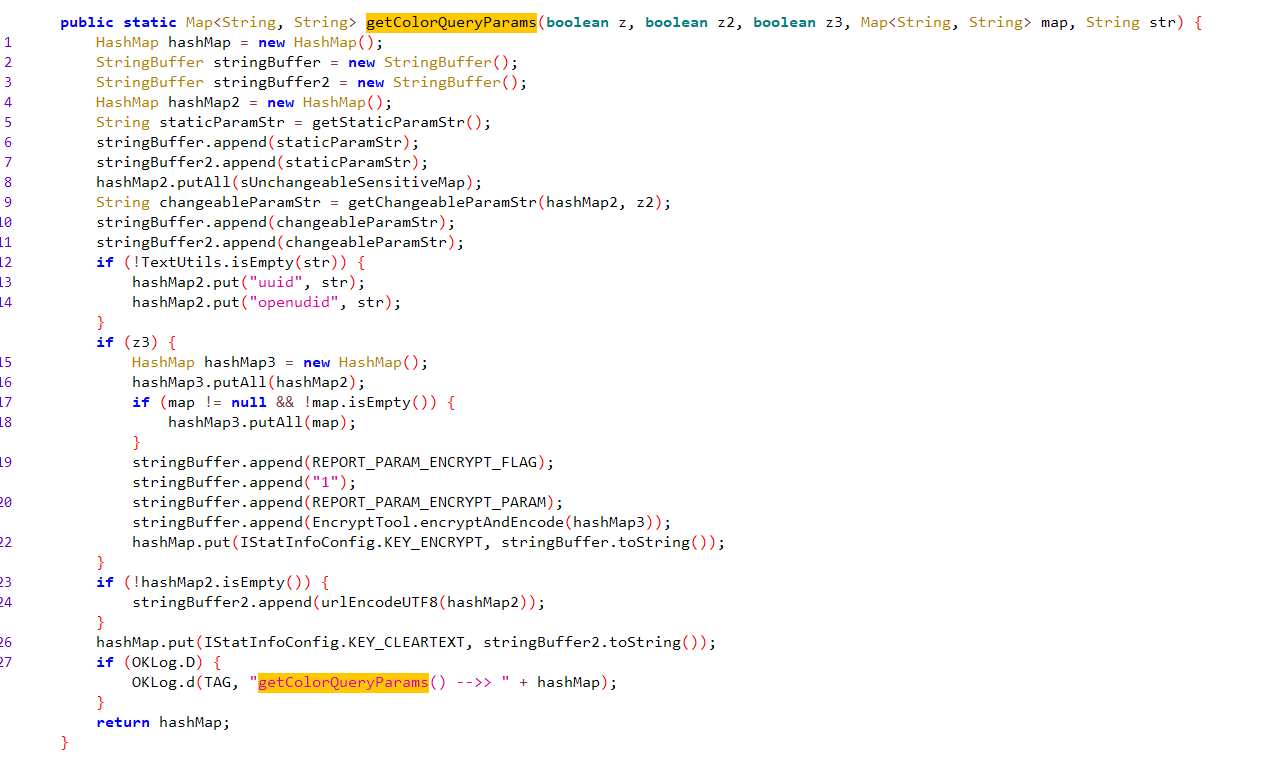 public static Map<String, String> getColorQueryParams(boolean z, boolean z2, boolean z3, Map<String, String> map, String str) {
1 HashMap hashMap = new HashMap();
2 StringBuffer stringBuffer = new StringBuffer();
3 StringBuffer stringBuffer2 = new StringBuffer();
4 HashMap hashMap2 = new HashMap();
5 String staticParamStr = getStaticParamStr();
6 stringBuffer.append(staticParamStr);
7 stringBuffer2.append(staticParamStr);
8 hashMap2.putAll(sUnchangeableSensitiveMap);
9 String changeableParamStr = getChangeableParamStr(hashMap2, z2);
10 stringBuffer.append(changeableParamStr);
11 stringBuffer2.append(changeableParamStr);
12 if (!TextUtils.isEmpty(str)) {
13 hashMap2.put("uuid", str);
14 hashMap2.put("openudid", str);
}
if (z3) {
15 HashMap hashMap3 = new HashMap();
16 hashMap3.putAll(hashMap2);
17 if (map != null && !map.isEmpty()) {
18 hashMap3.putAll(map);
}
19 stringBuffer.append(REPORT_PARAM_ENCRYPT_FLAG);
stringBuffer.append("1");
20 stringBuffer.append(REPORT_PARAM_ENCRYPT_PARAM);
stringBuffer.append(EncryptTool.encryptAndEncode(hashMap3));
22 hashMap.put(IStatInfoConfig.KEY_ENCRYPT, stringBuffer.toString());
}
23 if (!hashMap2.isEmpty()) {
24 stringBuffer2.append(urlEncodeUTF8(hashMap2));
}
26 hashMap.put(IStatInfoConfig.KEY_CLEARTEXT, stringBuffer2.toString());
27 if (OKLog.D) {
OKLog.d(TAG, "getColorQueryParams() -->> " + hashMap);
}
return hashMap;
}